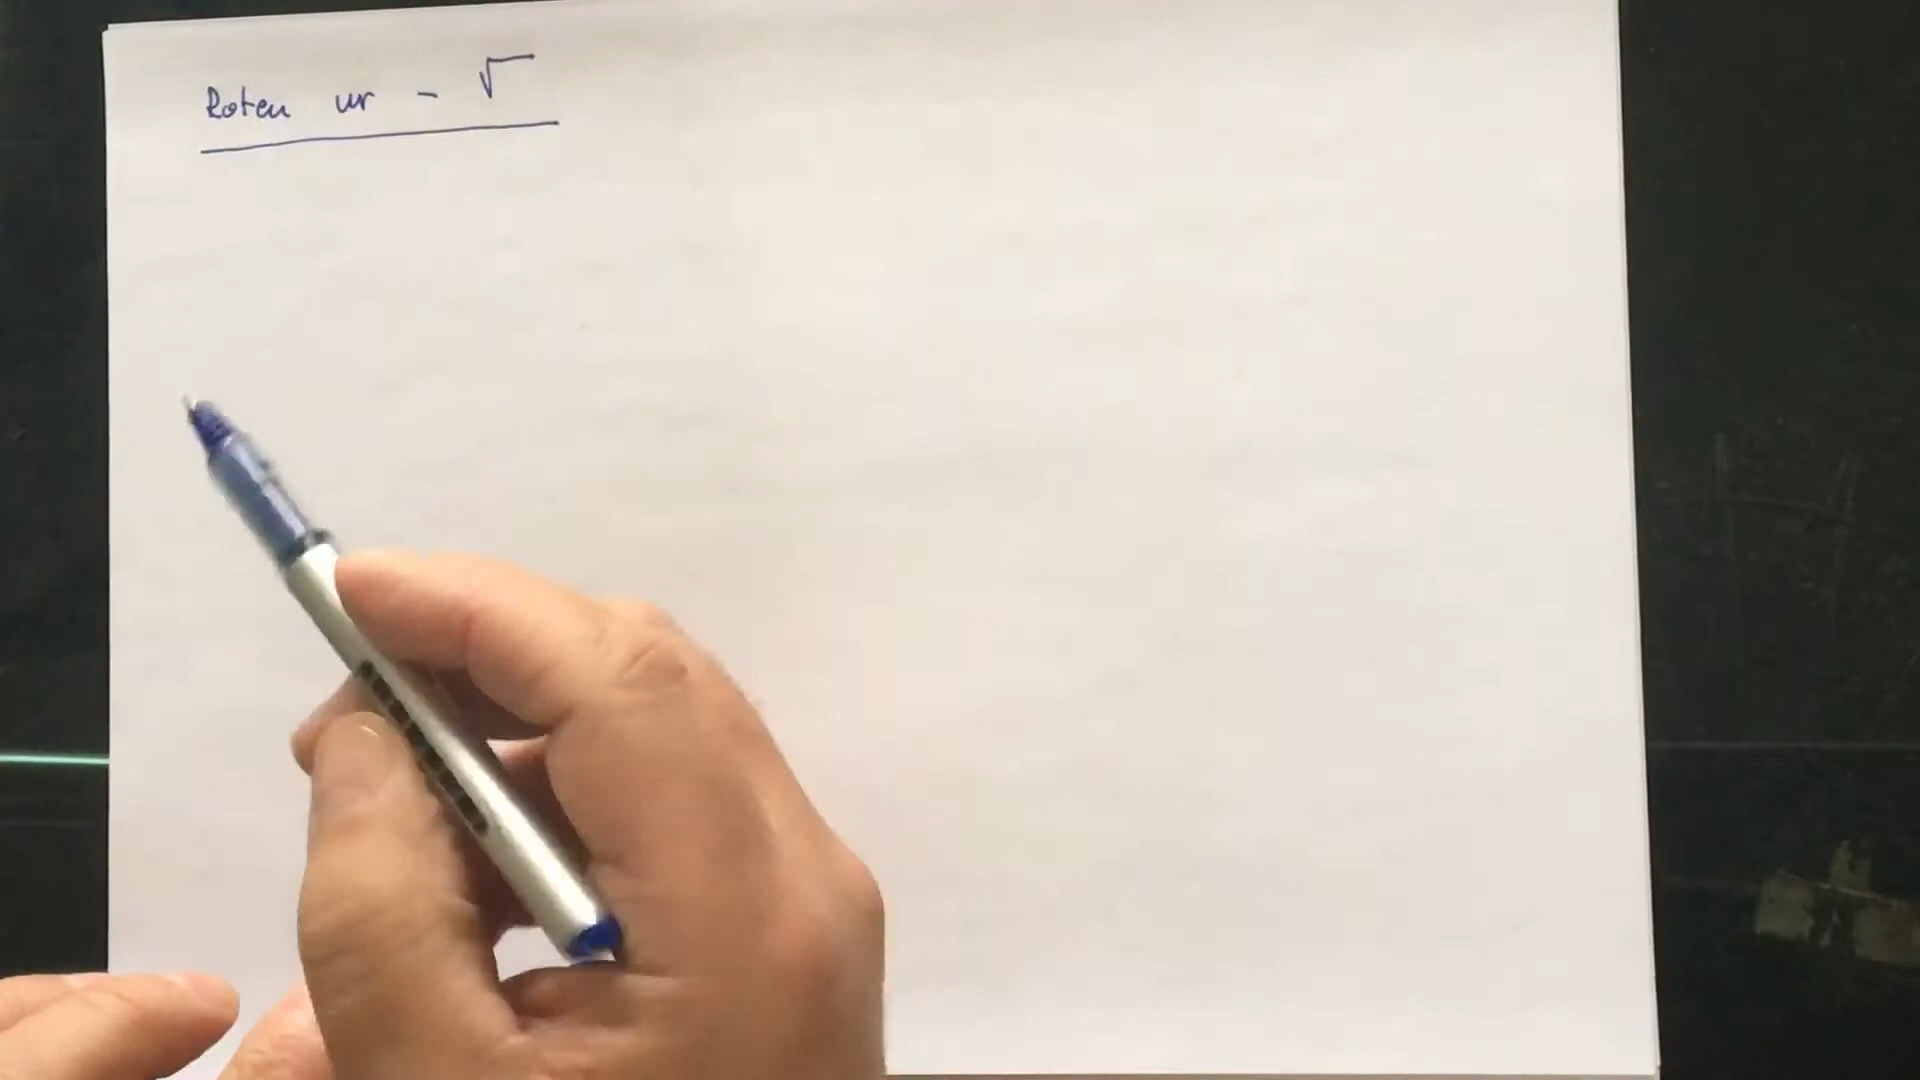 Roten ur - √